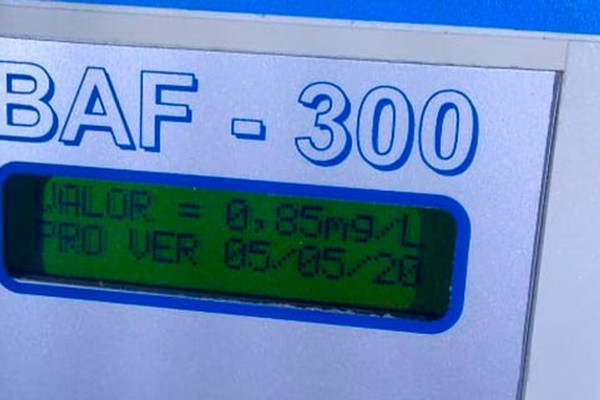 BAF - 300
VALOR = 0,85mg/L
PRO VER 05/05/20